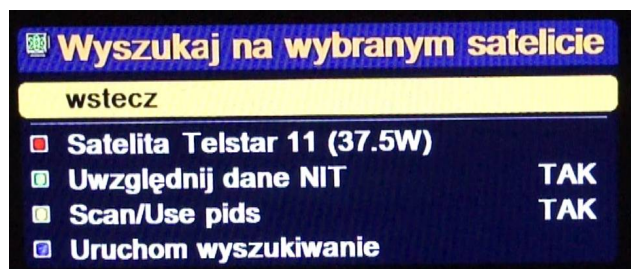 Wyszukaj na wybranym satelicie
wstecz
Satelita Telstar 11 (37.5W)
Uwzględnij dane NIT TAK
Scan/Use pids TAK
Uruchom wyszukiwanie